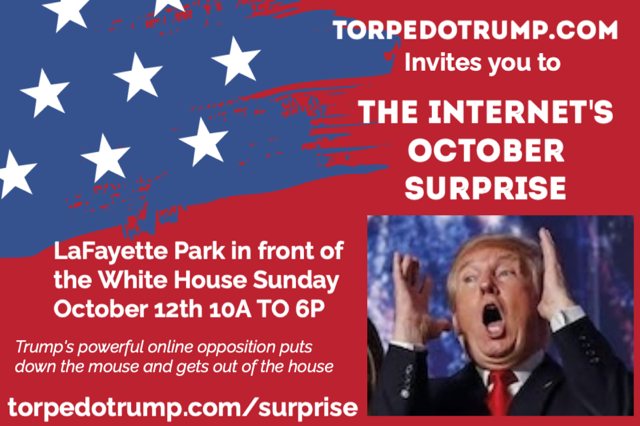 TORPEDOTRUMP.COM
Invites you to
THE INTERNET'S
OCTOBER
SURPRISE
LaFayette Park in front of
the White House Sunday
October 12th 10A TO 6P
Trump's powerful online opposition puts
down the mouse and gets out of the house
torpedotrump.com/surprise